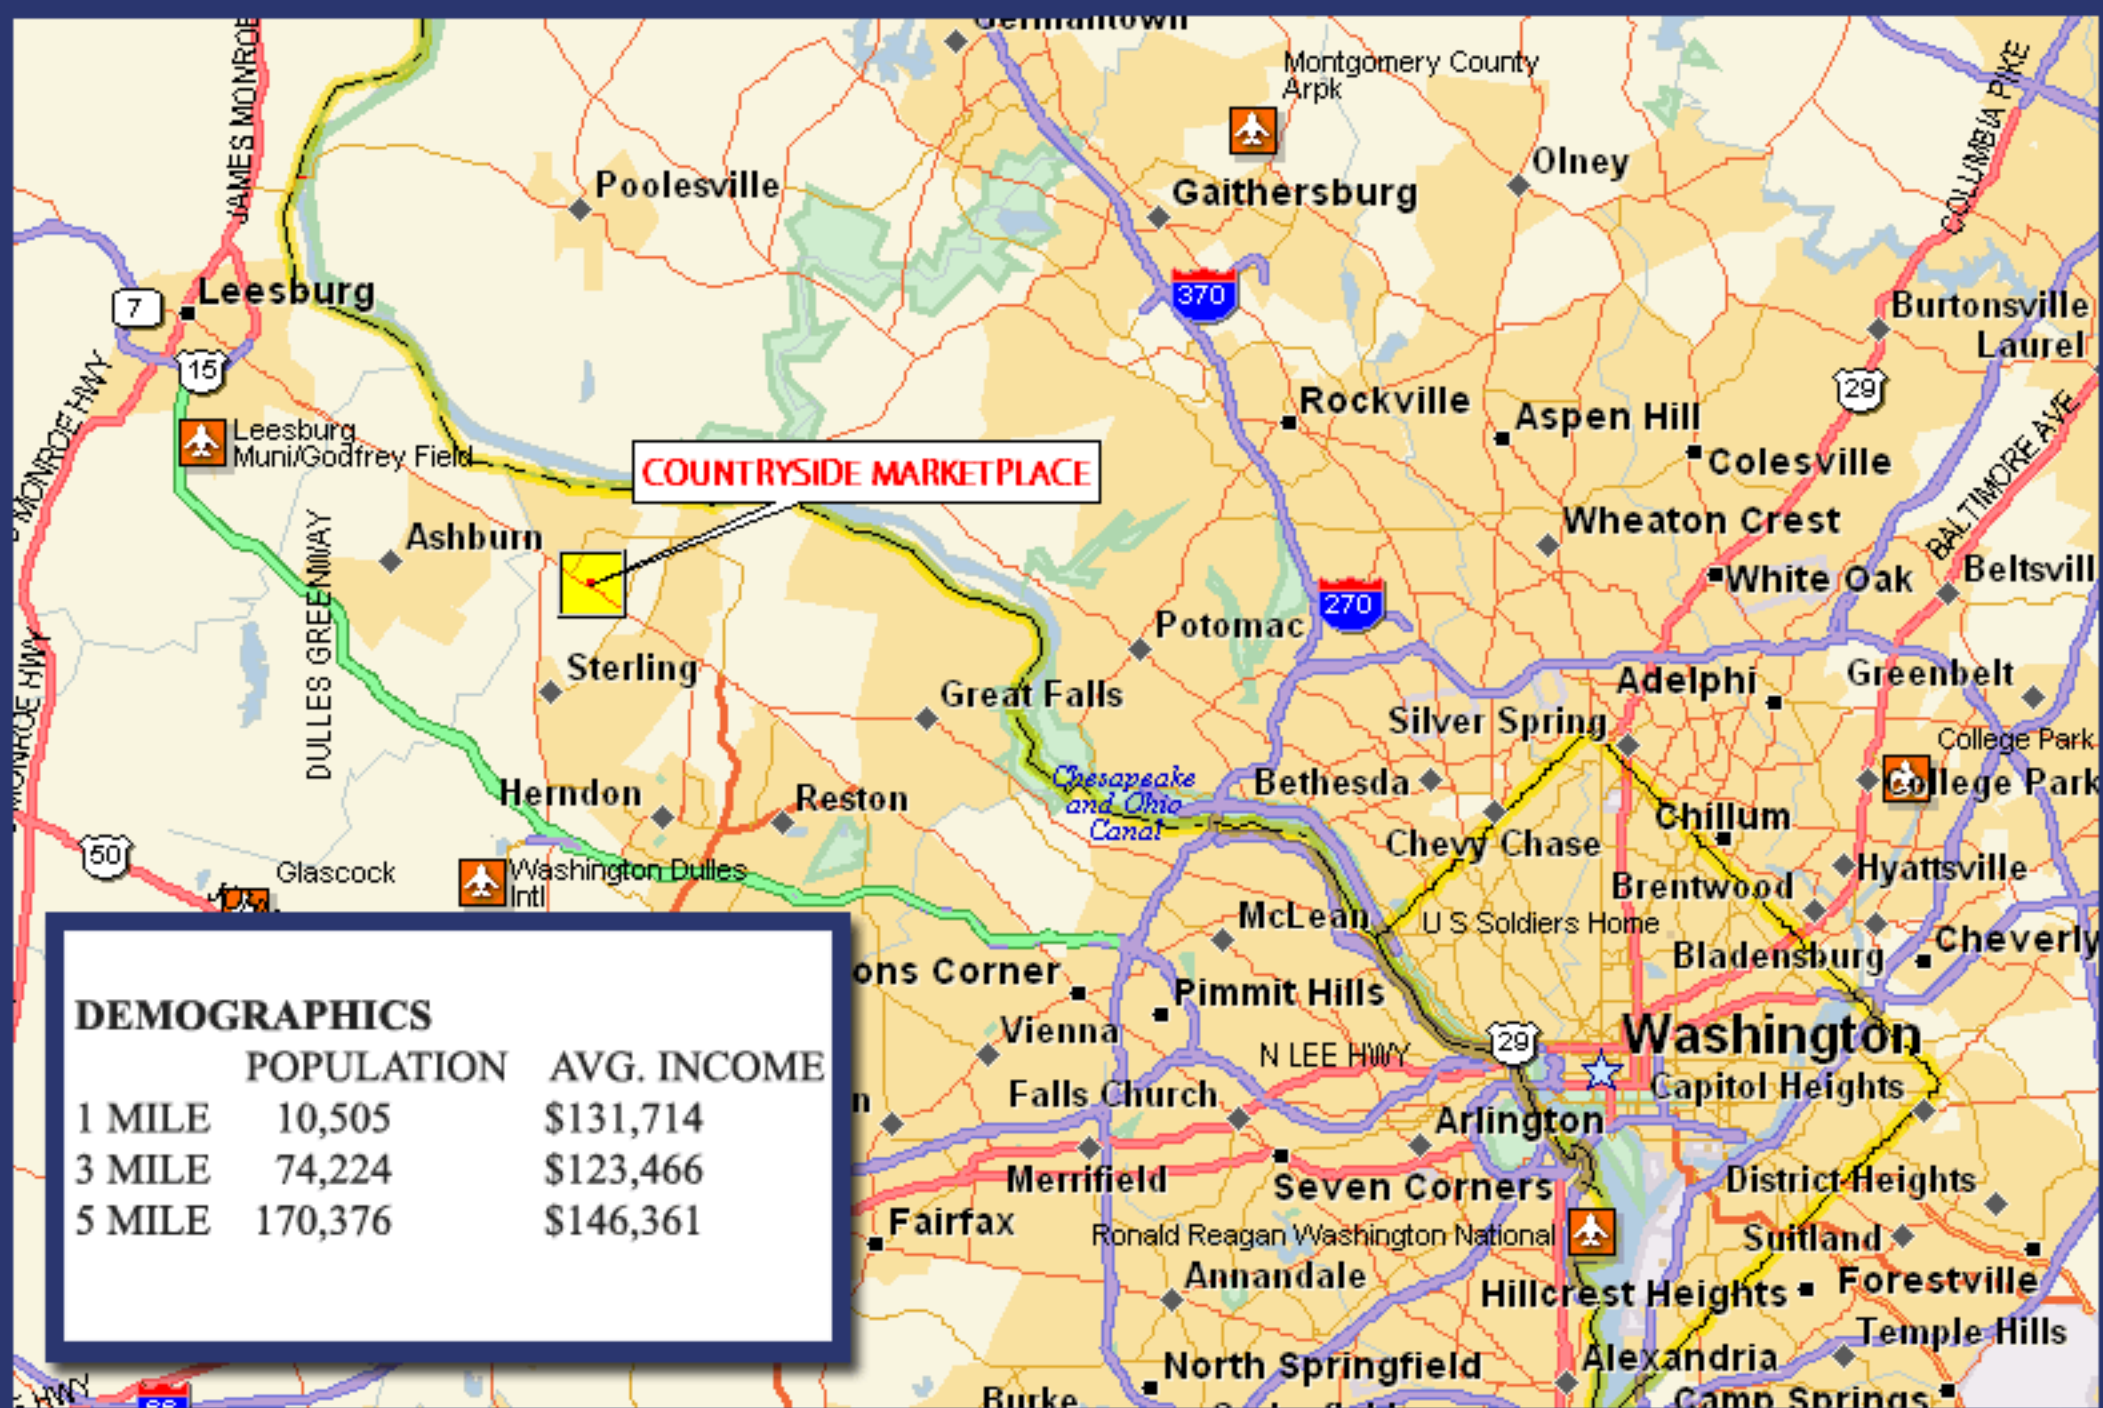 Germantown
JAMES MONROE
Montgomery County
Arpk
COLUMBIA PIKE
Poolesville
Olney
Gaithersburg
Leesburg
7
370
Burtonsville
Laurel
15
29
Rockville
Aspen Hill
Leesburg
Muni/Godfrey Field
MONROE HWY
COUNTRYSIDE MARKETPLACE
Colesville
BALTIMORE AVE
Ashburn
Wheaton Crest
DULLES GREENWAY
White Oak
Beltsvill
270
Potomac
MONROE HWY
Sterling
Great Falls
Adelphi
Greenbelt
Silver Spring
College Park
Chesapeake
and Ohio
Canal
Bethesda
College Park
Herndon
Reston
Chillum
Chevy Chase
50
Glascock
Washington Dulles
Intl
Hyattsville
Brentwood
McLean
U S Soldiers Home
Cheverly
Bladensburg
ons Corner
Pimmit Hills
Vienna
29
Washington
N LEE HWY
Falls Church
Capitol Heights
n
Arlington
Merrifield
Seven Corners
District Heights
Fairfax
Ronald Reagan Washington National
Suitland
Annandale
Hillcrest Heights
Forestville
Temple Hills
North Springfield
Alexandria
Burke
Camp Springs
HWY
66
DEMOGRAPHICS
POPULATION AVG. INCOME
1 MILE 10,505 $131,714
3 MILE 74,224 $123,466
5 MILE 170,376 $146,361